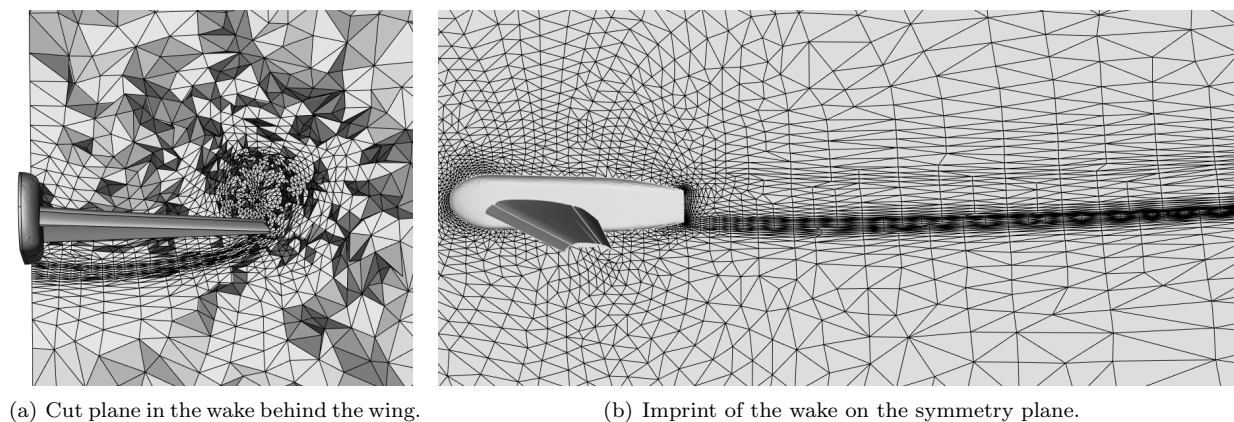 (a) Cut plane in the wake behind the wing.
(b) Imprint of the wake on the symmetry plane.